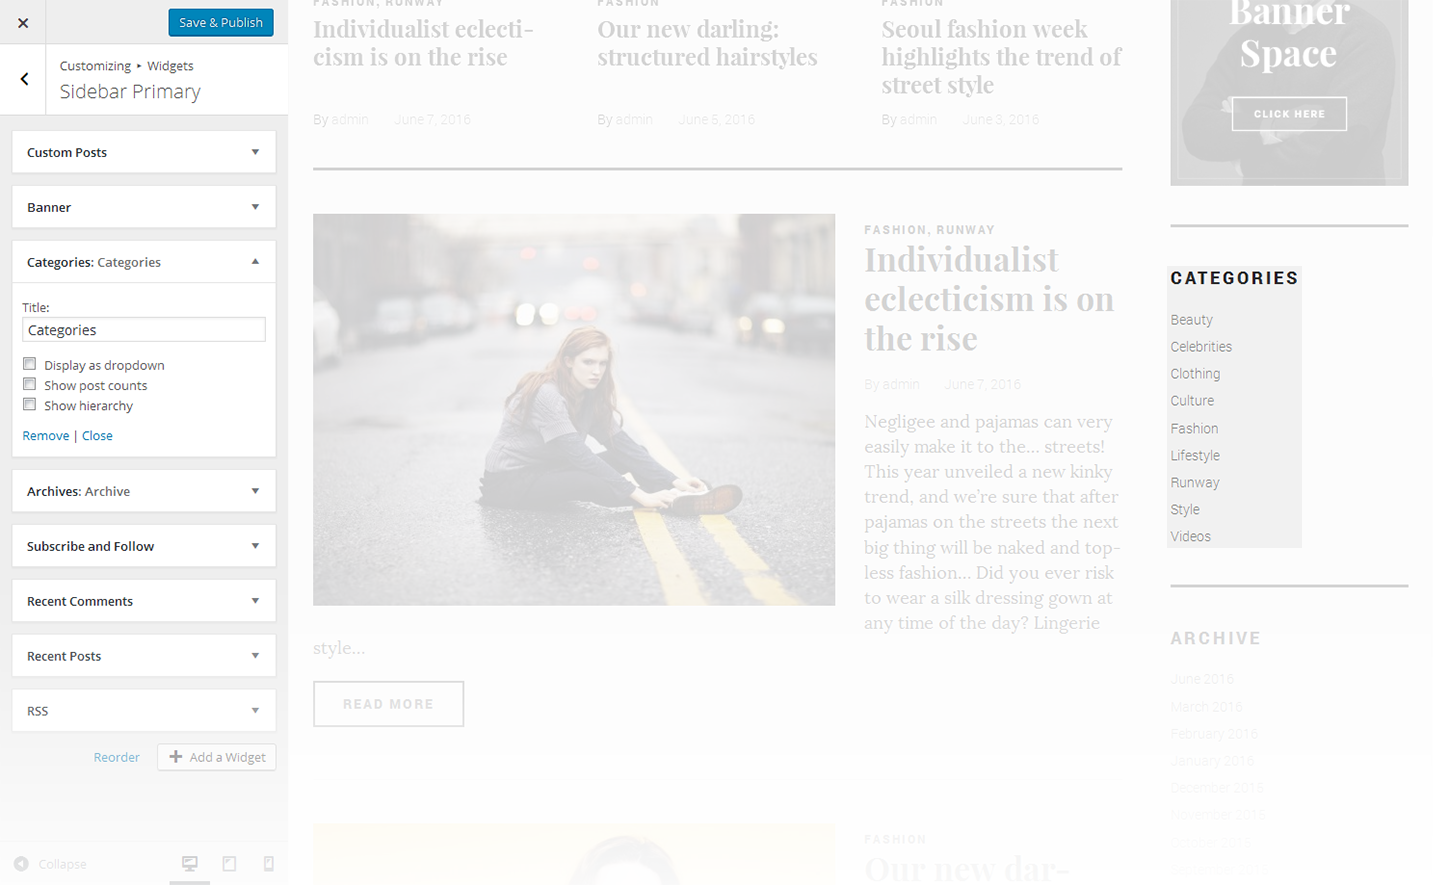 Save & Publish
Customizing ▸ Widgets
Sidebar Primary
Custom Posts
Banner
Categories: Categories
Title:
Categories
Display as dropdown
Show post counts
Show hierarchy
Remove | Close
Archives: Archive
Subscribe and Follow
Recent Comments
Recent Posts
RSS
Reorder
Add a Widget
Collapse
FASHION, RUNWAY
Individualist eclecti-
cism is on the rise
By admin June 7, 2016
FASHION
Our new darling:
structured hairstyles
By admin June 5, 2016
FASHION
Seoul fashion week
highlights the trend of
street style
By admin June 3, 2016
FASHION, RUNWAY
Individualist
eclecticism is on
the rise
By admin June 7, 2016
Negligee and pajamas can very
easily make it to the... streets!
This year unveiled a new kinky
trend, and we're sure that after
pajamas on the streets the next
big thing will be naked and top-
less fashion... Did you ever risk
to wear a silk dressing gown at
any time of the day? Lingerie
style...
READ MORE
FASHION
Our new dar-
Banner
Space
CLICK HERE
CATEGORIES
Beauty
Celebrities
Clothing
Culture
Fashion
Lifestyle
Runway
Style
Videos
ARCHIVE
June 2016
March 2016
February 2016
January 2016
December 2015
November 2015
October 2015